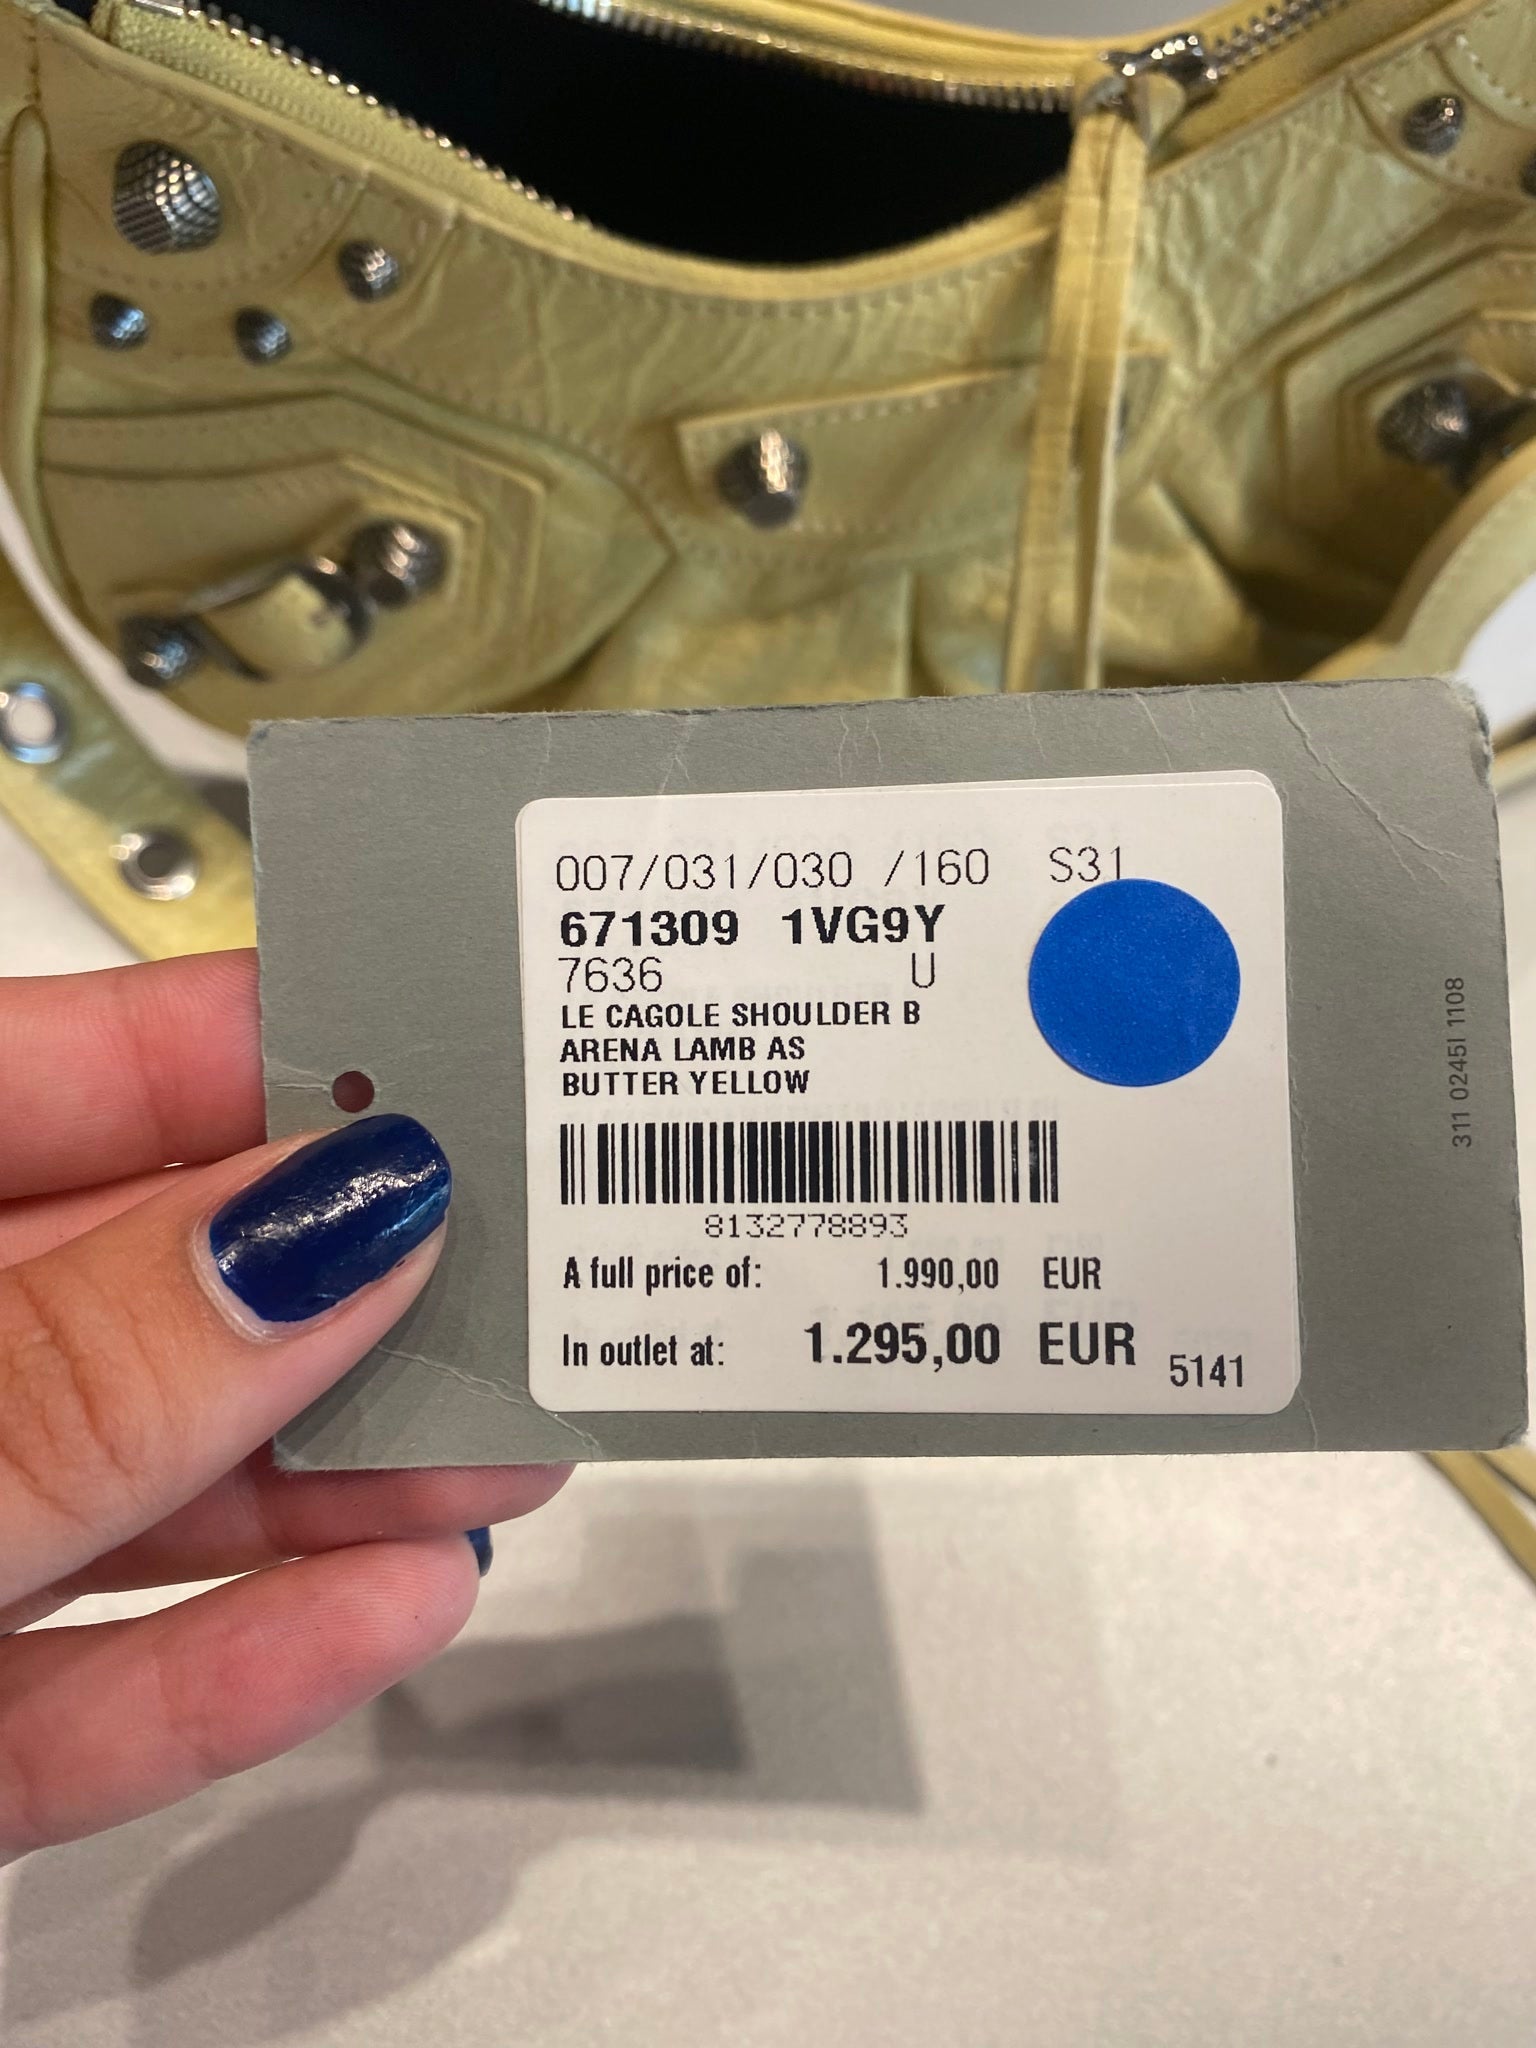 007/031/030 /160 S31
671309 1VG9Y
7636 U
LE CAGOLE SHOULDER B
ARENA LAMB AS
BUTTER YELLOW
8132778893
A full price of: 1.990,00 EUR
In outlet at: 1.295,00 EUR
5141
311 0245I 1108